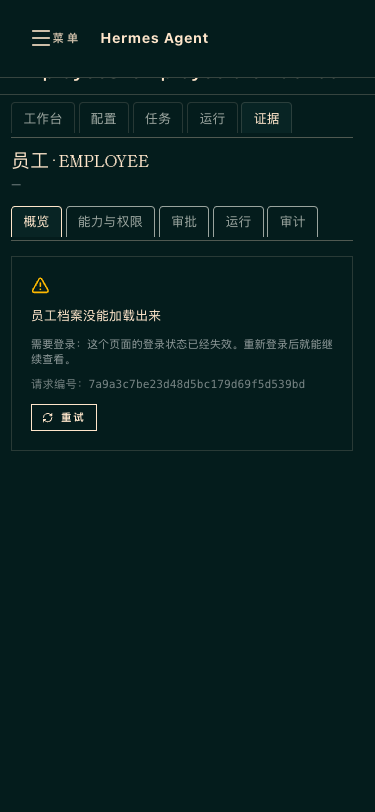 菜单
Hermes Agent
工作台
配置
任务
运行
证据
员工 · EMPLOYEE
—
概览
能力与权限
审批
运行
审计
员工档案没能加载出来
需要登录：这个页面的登录状态已经失效。重新登录后就能继续查看。
请求编号：7a9a3c7be23d48d5bc179d69f5d539bd
重试